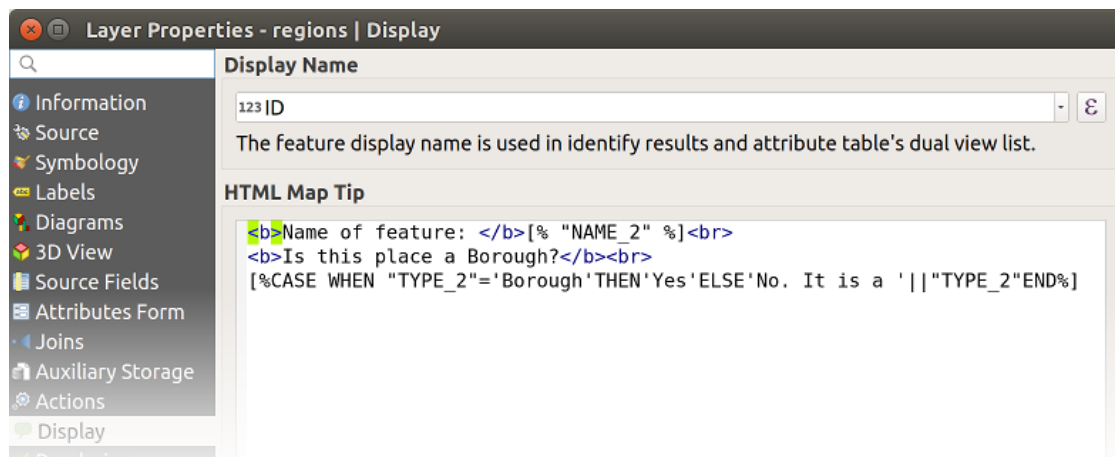 Layer Properties - regions | Display
Information
Source
Symbology
Labels
Diagrams
3D View
Source Fields
Attributes Form
Joins
Auxiliary Storage
Actions
Display
Display Name
123 ID
ε
The feature display name is used in identify results and attribute table's dual view list.
HTML Map Tip
<b>Name of feature: </b>[% "NAME_2" %]<br>
<b>Is this place a Borough?</b><br>
[%CASE WHEN "TYPE_2"='Borough'THEN'Yes'ELSE'No. It is a '||"TYPE_2"END%]